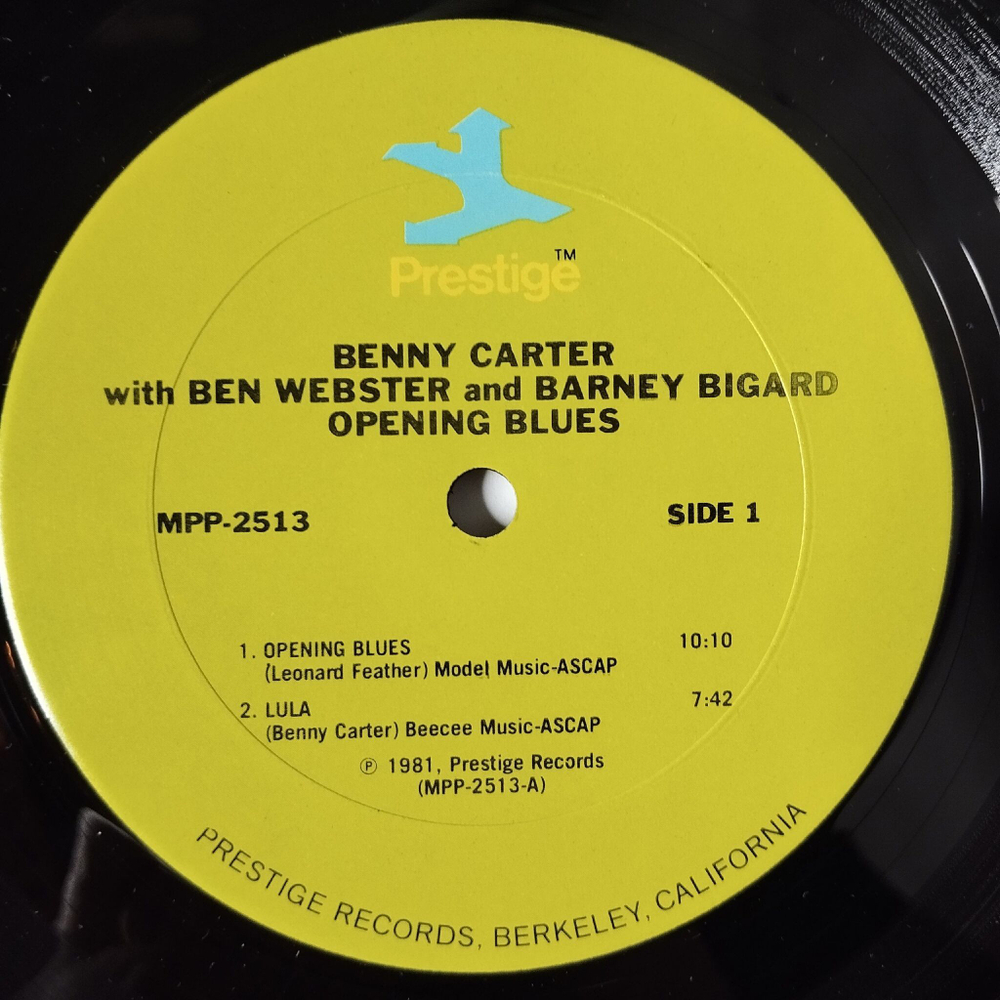 Prestige™
BENNY CARTER
with BEN WEBSTER and BARNEY BIGARD
OPENING BLUES
MPP-2513 SIDE 1
1. OPENING BLUES 10:10
(Leonard Feather) Model Music-ASCAP
2. LULA 7:42
(Benny Carter) Beecee Music-ASCAP
℗ 1981, Prestige Records
(MPP-2513-A)
PRESTIGE RECORDS, BERKELEY, CALIFORNIA